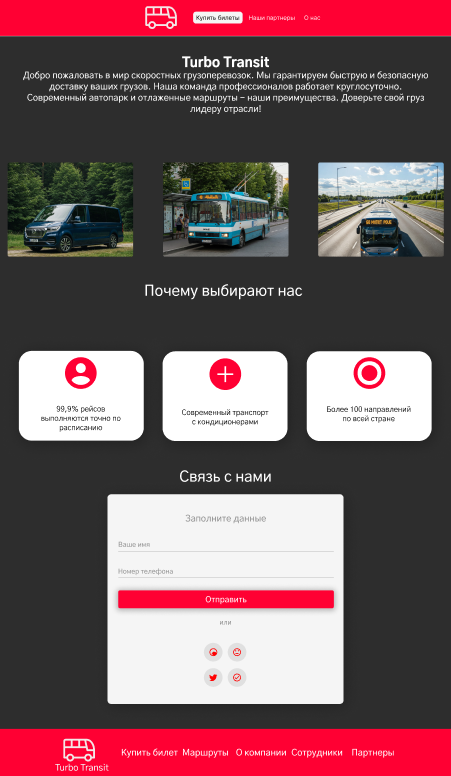 Купить билеты Наши партнеры О нас
Turbo Transit
Добро пожаловать в мир скоростных грузоперевозок. Мы гарантируем быструю и безопасную
доставку ваших грузов. Наша команда профессионалов работает круглосуточно.
Современный автопарк и отлаженные маршруты – наши преимущества. Доверьте свой груз
лидеру отрасли!
Почему выбирают нас
99,9% рейсов
выполняются точно по
расписанию
Современный транспорт
с кондиционерами
Более 100 направлений
по всей стране
Связь с нами
Заполните данные
Ваше имя
Номер телефона
Отправить
или
Купить билет Маршруты О компании Сотрудники Партнеры
Turbo Transit